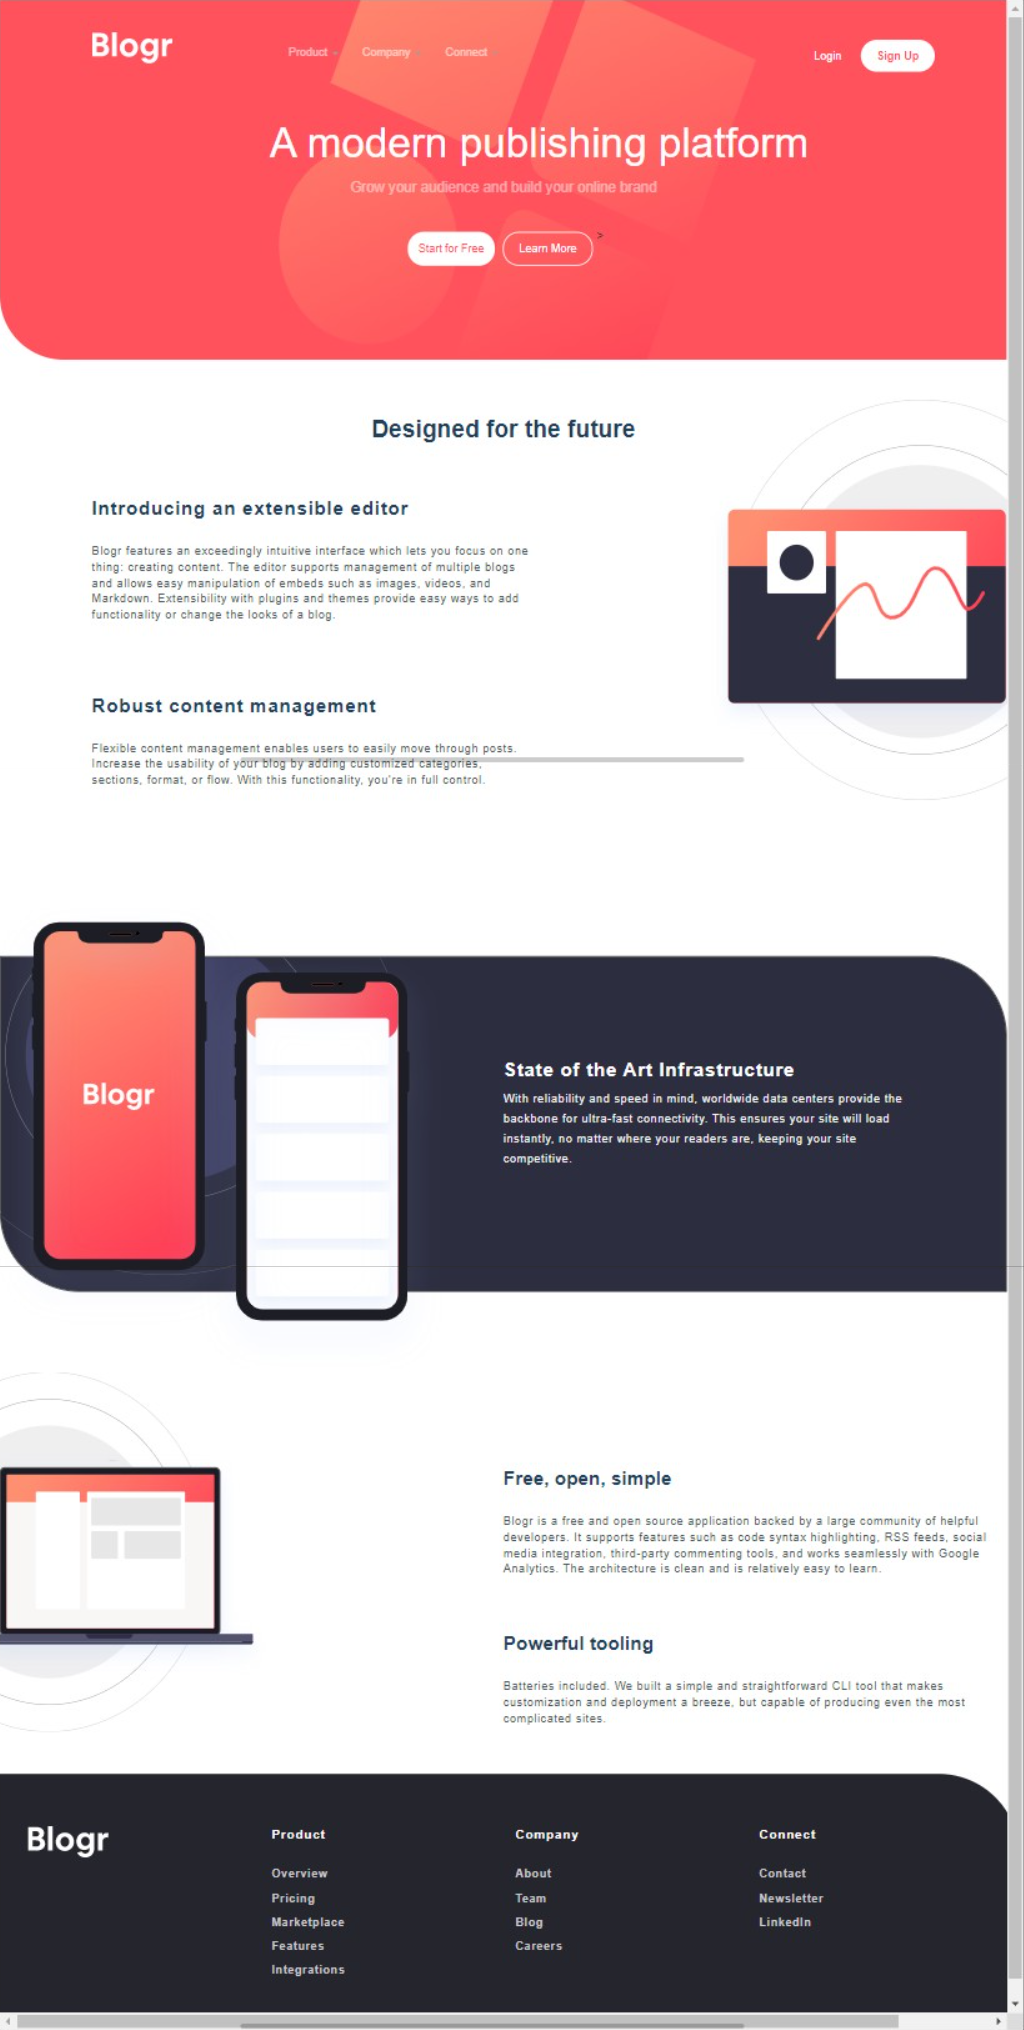 Blogr
Product
Company
Connect
Login
Sign Up
A modern publishing platform
Grow your audience and build your online brand
Start for Free
Learn More
>
Designed for the future
Introducing an extensible editor
Blogr features an exceedingly intuitive interface which lets you focus on one
thing: creating content. The editor supports management of multiple blogs
and allows easy manipulation of embeds such as images, videos, and
Markdown. Extensibility with plugins and themes provide easy ways to add
functionality or change the looks of a blog.
Robust content management
Flexible content management enables users to easily move through posts.
Increase the usability of your blog by adding customized categories,
sections, format, or flow. With this functionality, you're in full control.
Blogr
State of the Art Infrastructure
With reliability and speed in mind, worldwide data centers provide the
backbone for ultra-fast connectivity. This ensures your site will load
instantly, no matter where your readers are, keeping your site
competitive.
Free, open, simple
Blogr is a free and open source application backed by a large community of helpful
developers. It supports features such as code syntax highlighting, RSS feeds, social
media integration, third-party commenting tools, and works seamlessly with Google
Analytics. The architecture is clean and is relatively easy to learn.
Powerful tooling
Batteries included. We built a simple and straightforward CLI tool that makes
customization and deployment a breeze, but capable of producing even the most
complicated sites.
Blogr
Product
Overview
Pricing
Marketplace
Features
Integrations
Company
About
Team
Blog
Careers
Connect
Contact
Newsletter
LinkedIn